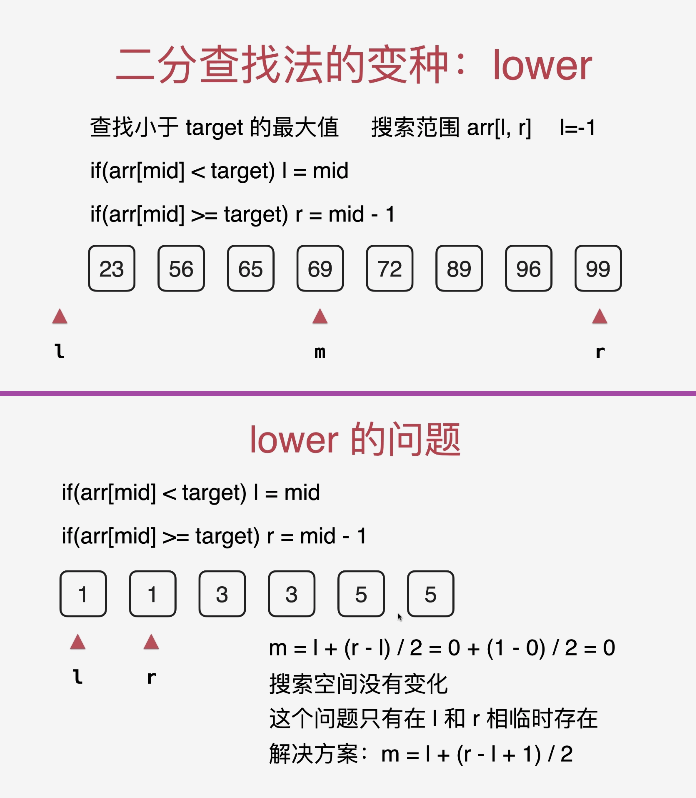 二分查找法的变种：lower
查找小于 target 的最大值 搜索范围 arr[l, r] l=-1
if(arr[mid] < target) l = mid
if(arr[mid] >= target) r = mid - 1
23 56 65 69 72 89 96 99
l m r
lower 的问题
if(arr[mid] < target) l = mid
if(arr[mid] >= target) r = mid - 1
1 1 3 3 5 5
m = l + (r - l) / 2 = 0 + (1 - 0) / 2 = 0
l r
搜索空间没有变化
这个问题只有在 l 和 r 相临时存在
解决方案：m = l + (r - l + 1) / 2